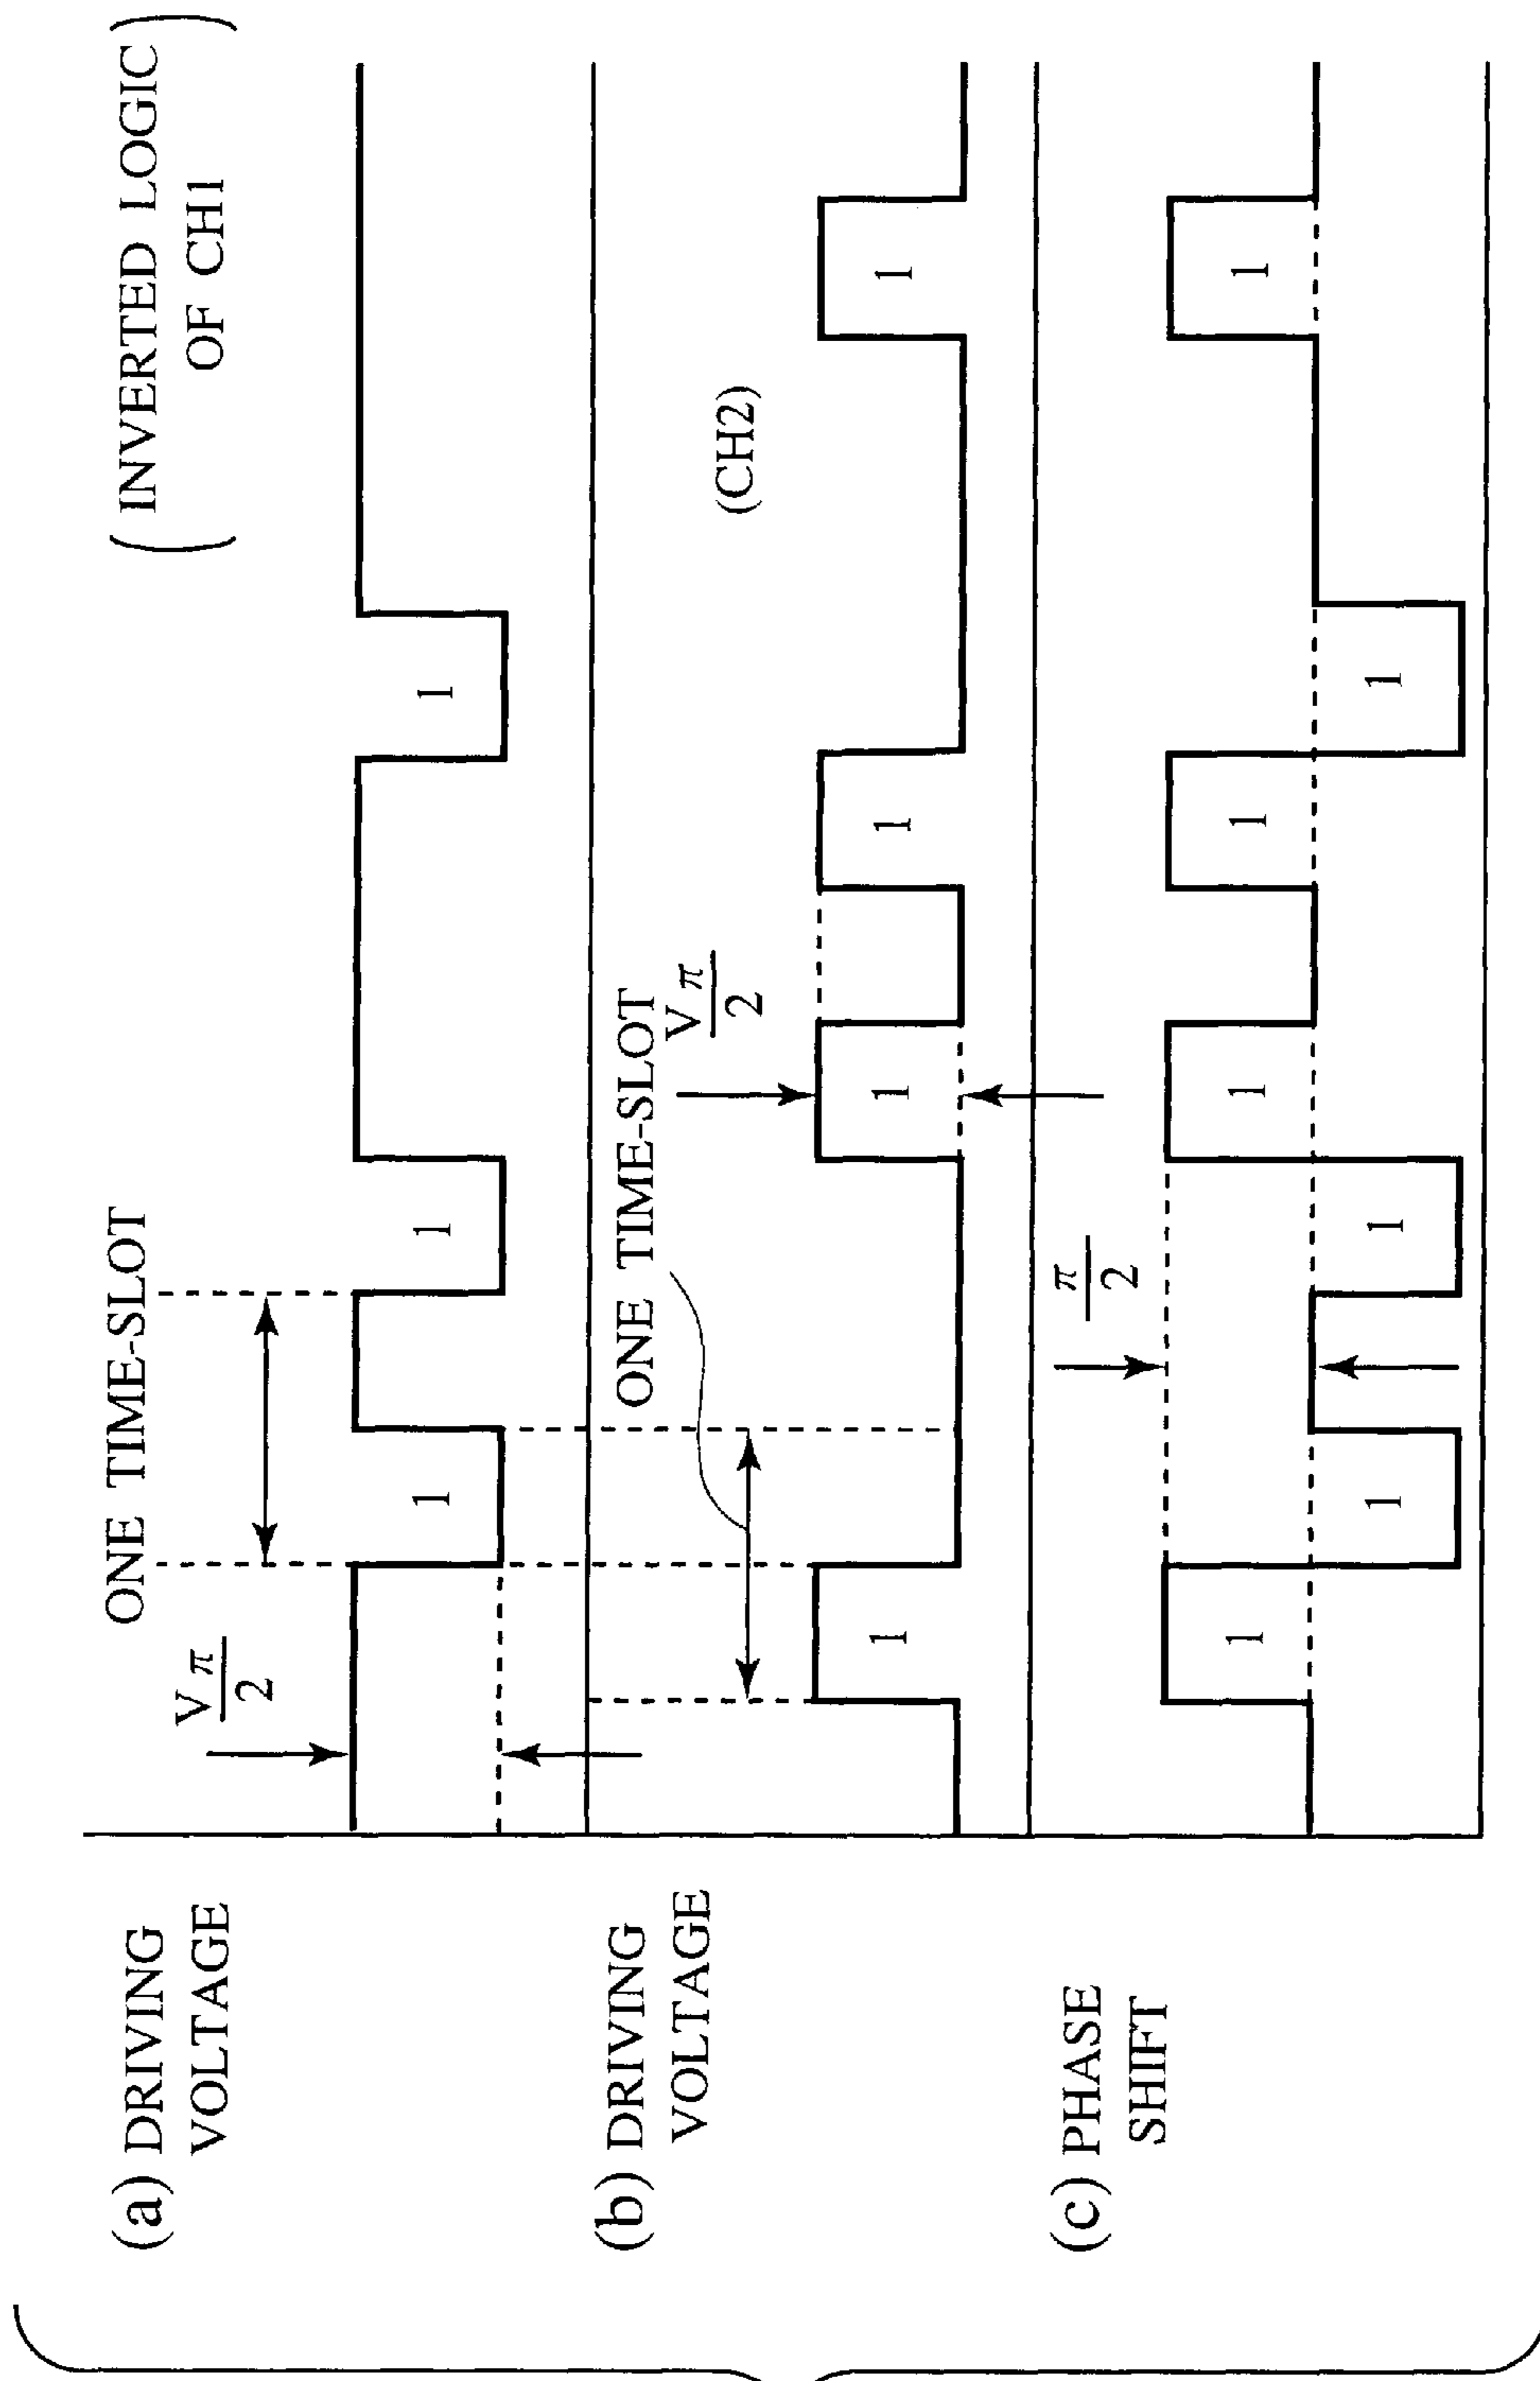 (a) DRIVING
VOLTAGE
Vπ
2
ONE TIME-SLOT
1
1
1
(INVERTED LOGIC
OF CH1)
(b) DRIVING
VOLTAGE
ONE TIME-SLOT
Vπ
2
(CH2)
1
1
1
1
(c) PHASE
SHIFT
π
2
1
1
1
1
1
1
1